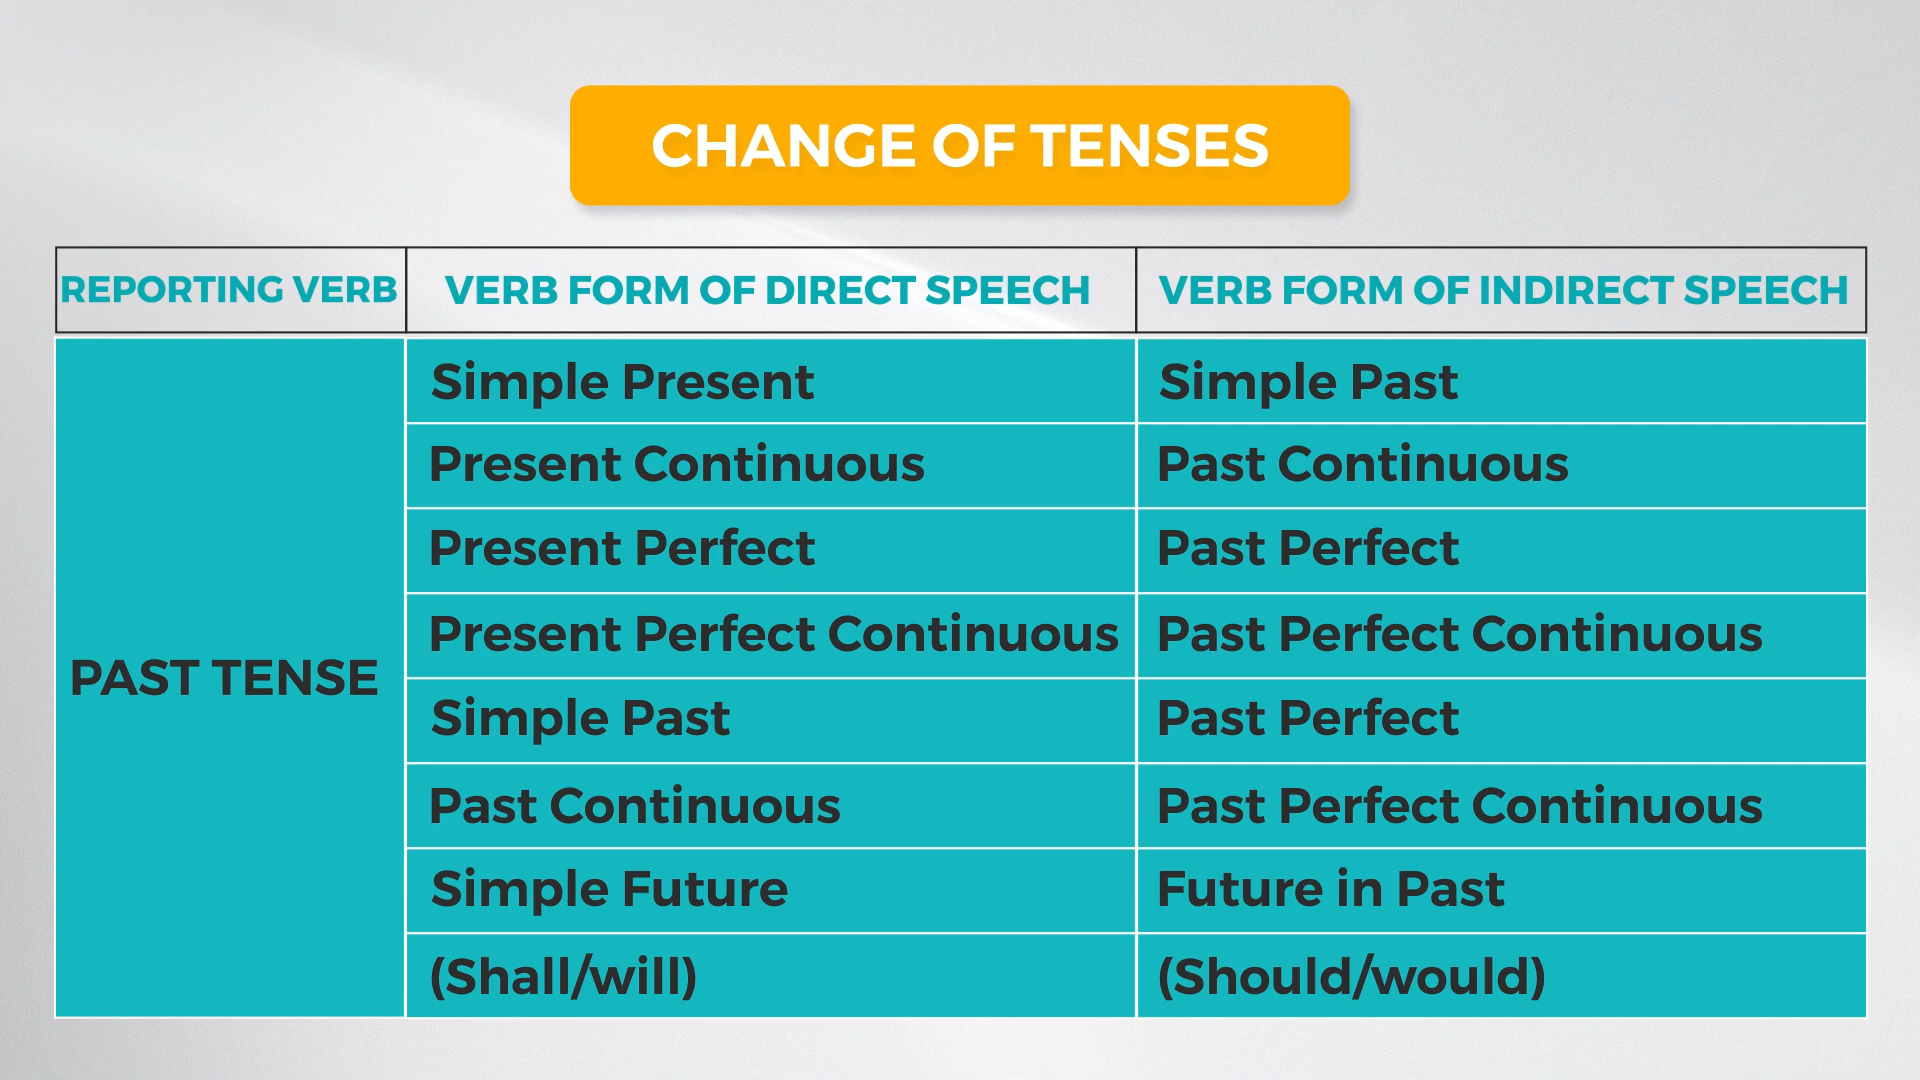 CHANGE OF TENSES
REPORTING VERB VERB FORM OF DIRECT SPEECH VERB FORM OF INDIRECT SPEECH
Simple Present Simple Past
Present Continuous Past Continuous
Present Perfect Past Perfect
Present Perfect Continuous Past Perfect Continuous
PAST TENSE
Simple Past Past Perfect
Past Continuous Past Perfect Continuous
Simple Future Future in Past
(Shall/will) (Should/would)